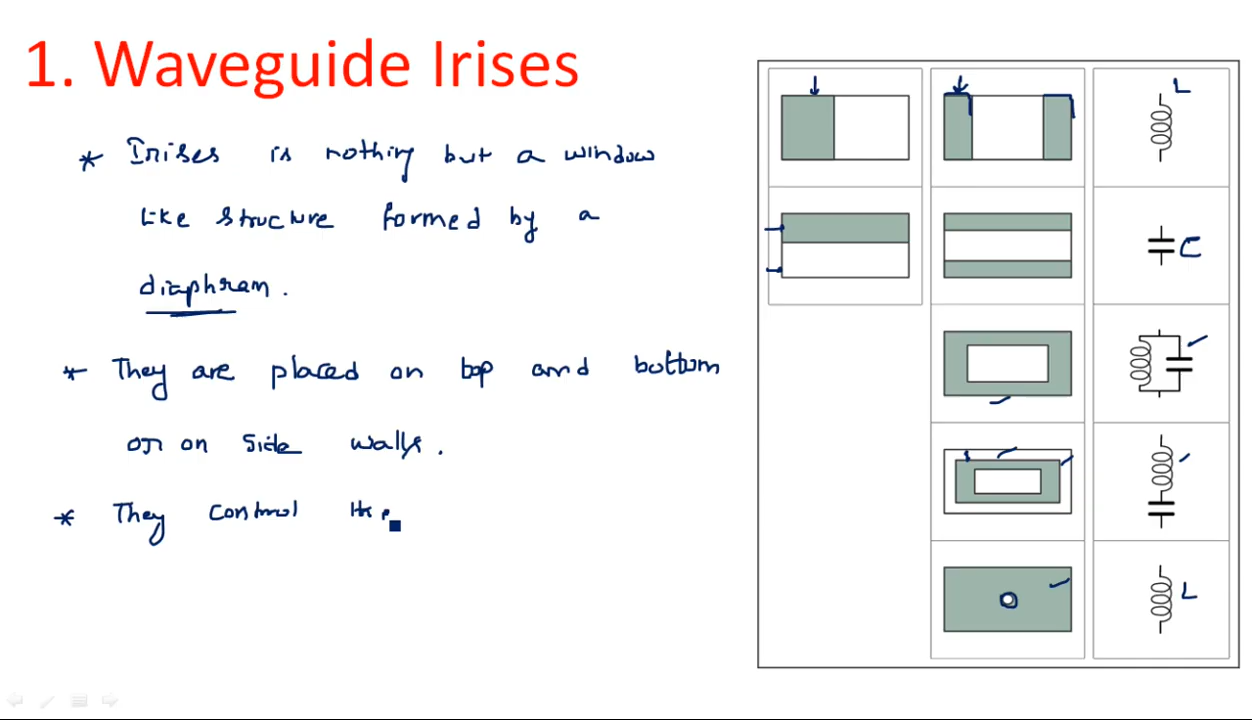 1. Waveguide Irises
* Irises is nothing but a window
like structure formed by a
diaphram.
* They are placed on top and bottom
or on side walls.
* They control the
L
C
L